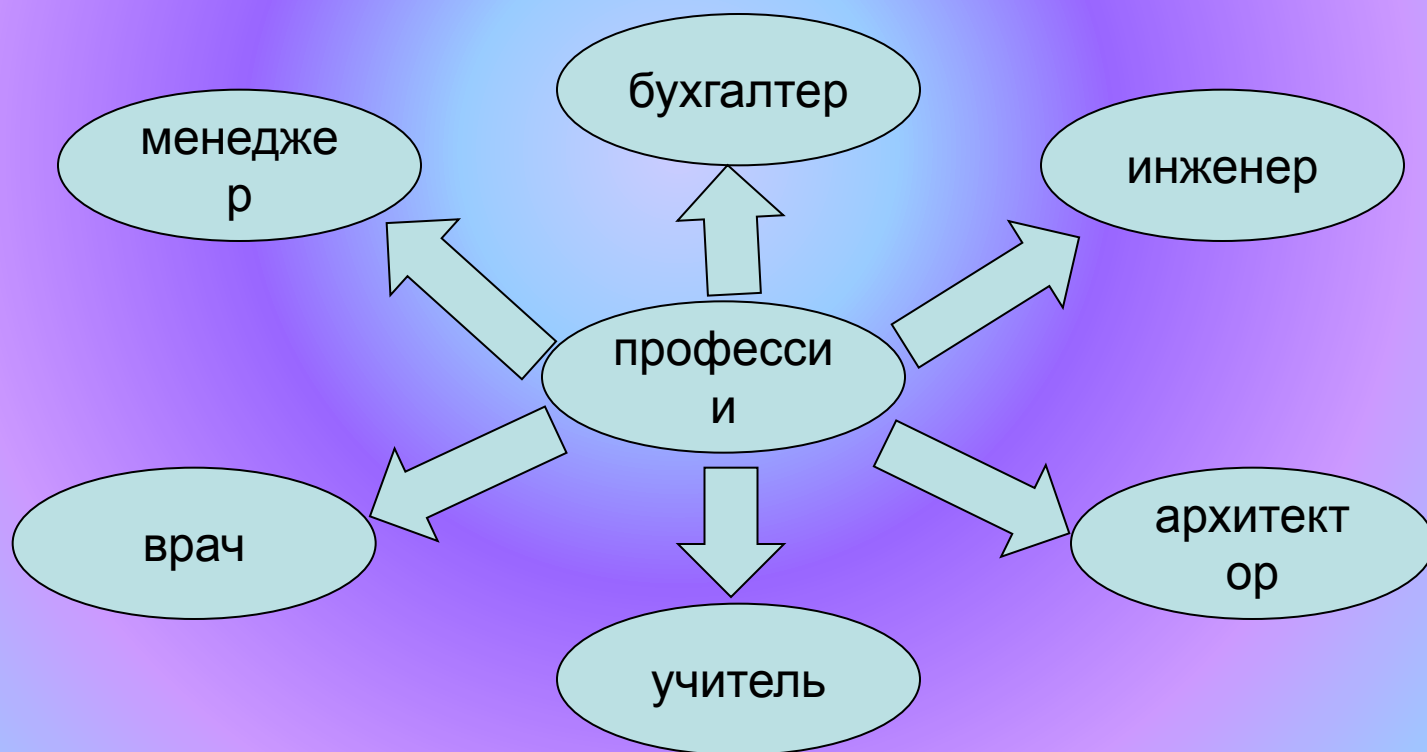 бухгалтер
менедже
р
инженер
професси
и
врач
архитект
ор
учитель